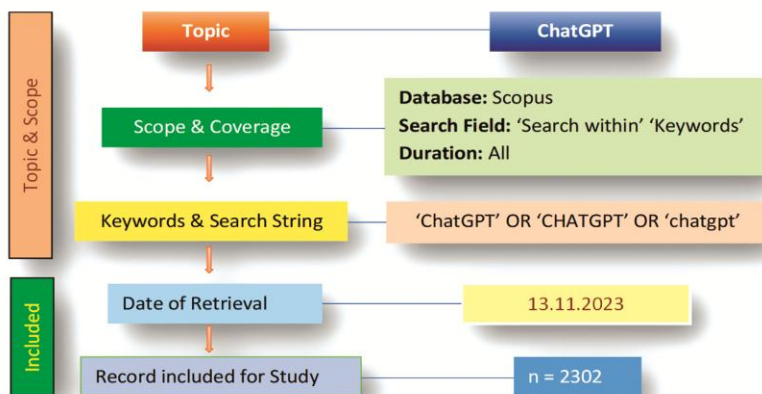 Topic & Scope
Topic
ChatGPT
Scope & Coverage
Database: Scopus
Search Field: ‘Search within’ ‘Keywords’
Duration: All
Keywords & Search String
‘ChatGPT’ OR ‘CHATGPT’ OR ‘chatgpt’
Included
Date of Retrieval
13.11.2023
Record included for Study
n = 2302